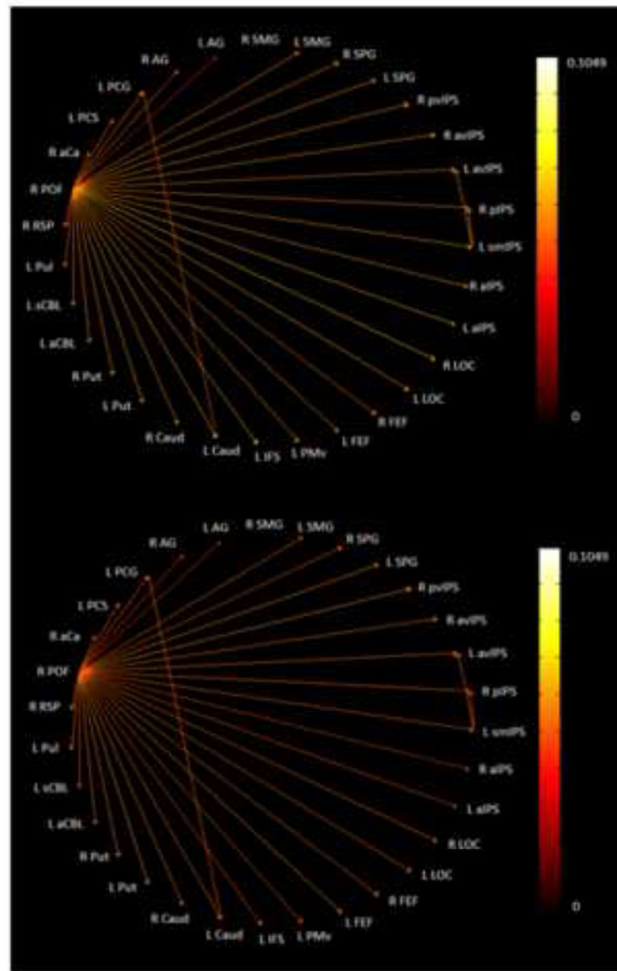 L AG
R SMG
L SMG
R AG
R SPG
L PCG
L SPG
L PCS
R pvIPS
R aCa
R avIPS
R POF
L avIPS
R RSP
R pIPS
L Pul
L smIPS
L sCBL
R aIPS
L aCBL
L aIPS
R Put
R LOC
L Put
L LOC
R Caud
R FEF
L Caud
L IFS
L PMv
L FEF
0.1049
0
L AG
R SMG
L SMG
R AG
R SPG
L PCG
L SPG
L PCS
R pvIPS
R aCa
R avIPS
R POF
L avIPS
R RSP
R pIPS
L Pul
L smIPS
L sCBL
R aIPS
L aCBL
L aIPS
R Put
R LOC
L Put
L LOC
R Caud
R FEF
L Caud
L IFS
L PMv
L FEF
0.1049
0